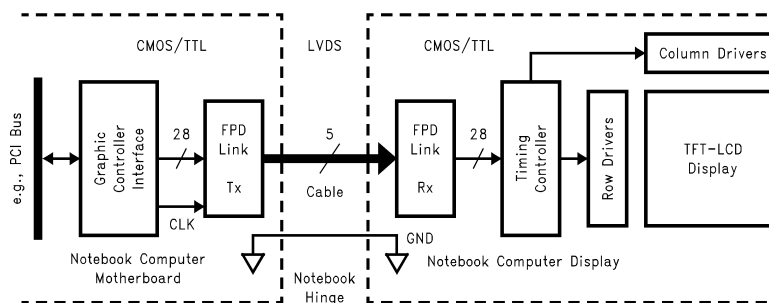 CMOS/TTL
LVDS
CMOS/TTL
Column Drivers
e.g., PCI Bus
Graphic
Controller
Interface
28
CLK
FPD
Link
Tx
5
Cable
FPD
Link
Rx
28
Timing
Controller
Row Drivers
TFT-LCD
Display
GND
Notebook Computer
Motherboard
Notebook
Hinge
Notebook Computer Display